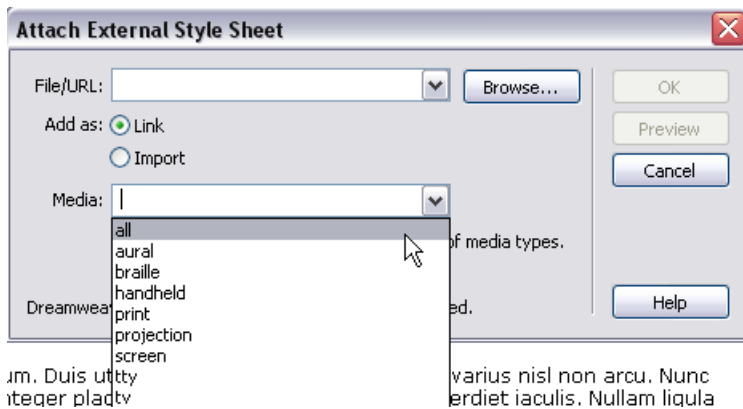 Attach External Style Sheet
File/URL:
Browse...
OK
Add as:
Link
Preview
Import
Cancel
Media:
all
aural
of media types.
braille
handheld
Dreamwea
ed.
Help
print
projection
screen
um. Duis ut
tty
varius nisl non arcu. Nunc
nteger plac
tv
erdiet iaculis. Nullam ligula